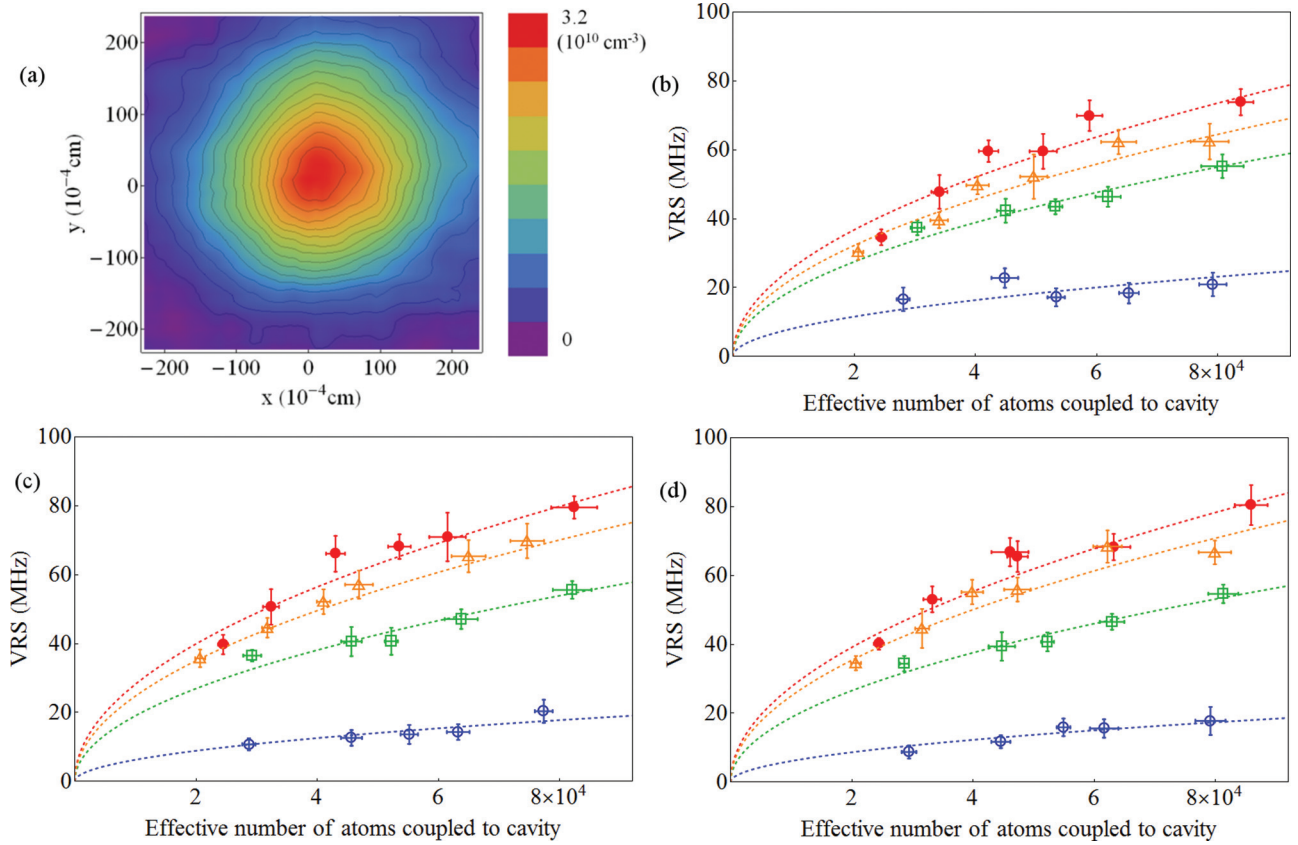 (a)
200
100
0
−100
−200
y (10⁻⁴cm)
−200 −100 0 100 200
x (10⁻⁴cm)
3.2
(10¹⁰ cm⁻³)
0
(b)
100
80
60
40
20
0
VRS (MHz)
2 4 6 8×10⁴
Effective number of atoms coupled to cavity
(c)
100
80
60
40
20
0
VRS (MHz)
2 4 6 8×10⁴
Effective number of atoms coupled to cavity
(d)
100
80
60
40
20
0
VRS (MHz)
2 4 6 8×10⁴
Effective number of atoms coupled to cavity